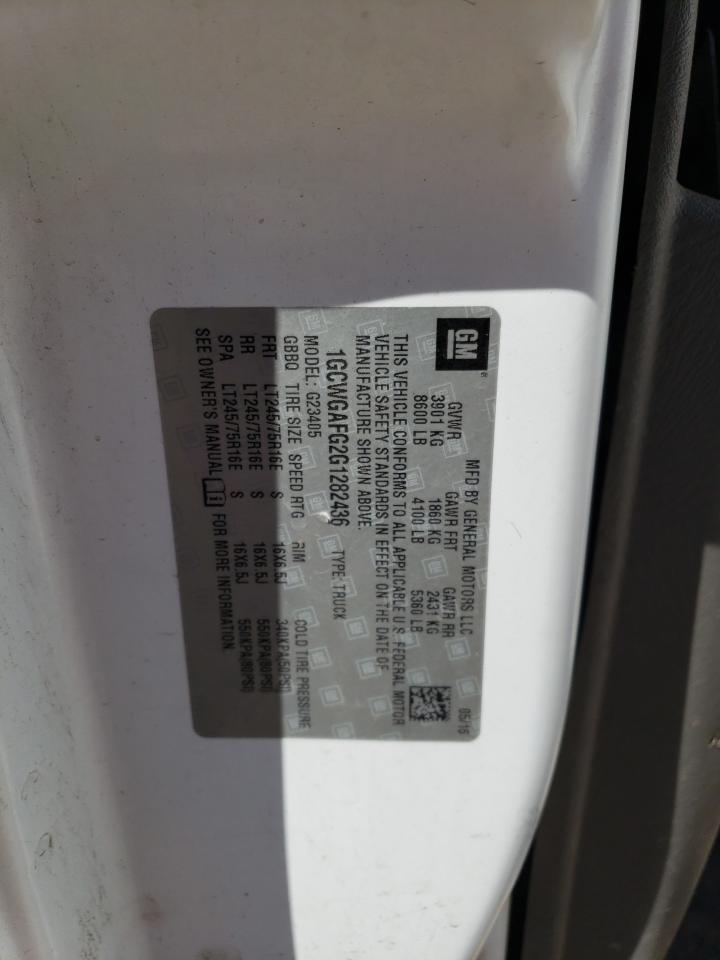 GM
MFD BY GENERAL MOTORS LLC 05/16
GVWR GAWR FRT GAWR RR
3901 KG 1860 KG 2431 KG
8600 LB 4100 LB 5360 LB
THIS VEHICLE CONFORMS TO ALL APPLICABLE U.S. FEDERAL MOTOR
VEHICLE SAFETY STANDARDS IN EFFECT ON THE DATE OF
MANUFACTURE SHOWN ABOVE.
1GCWGAFG2G1282436 TYPE:TRUCK
MODEL: G23405
GBBQ TIRE SIZE SPEED RTG RIM COLD TIRE PRESSURE
FRT LT245/75R16E S 16X6.5J 340KPA(50PSI)
RR LT245/75R16E S 16X6.5J 550KPA(80PSI)
SPA LT245/75R16E S 16X6.5J 550KPA(80PSI)
SEE OWNER'S MANUAL FOR MORE INFORMATION.